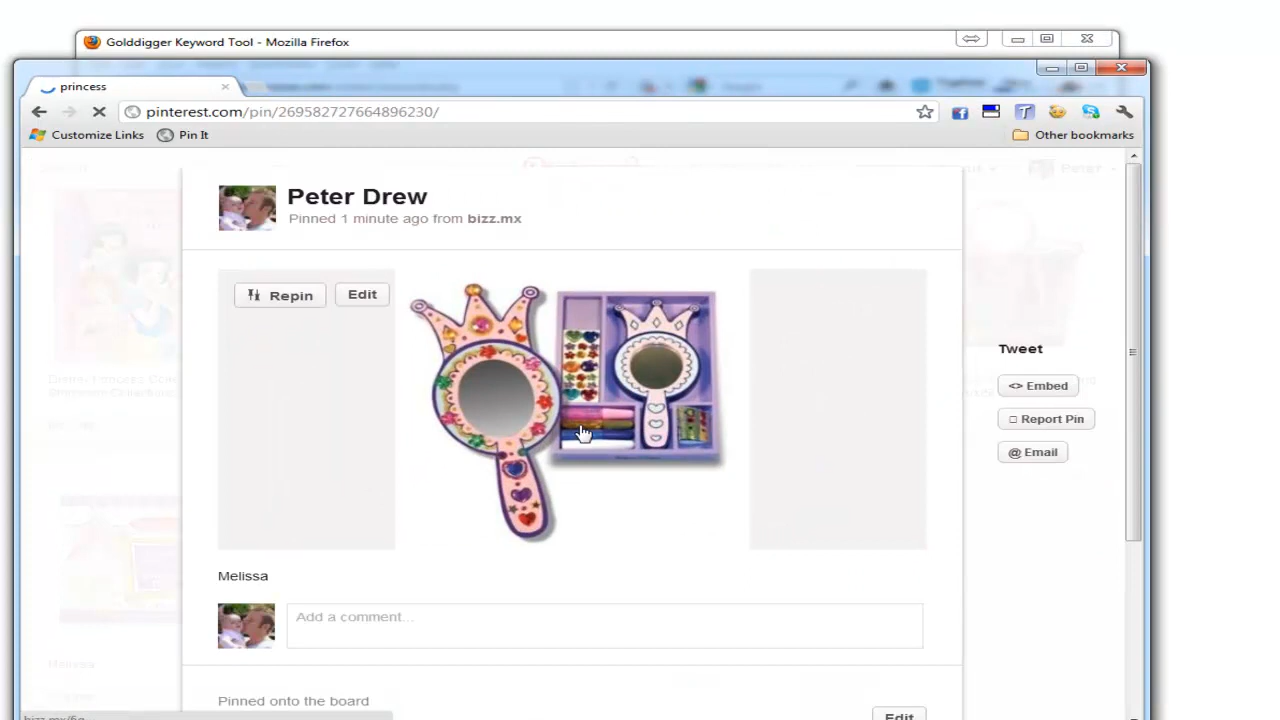 Golddigger Keyword Tool - Mozilla Firefox
princess
pinterest.com/pin/269582727664896230/
Customize Links Pin It Other bookmarks
Peter
Peter Drew
Pinned 1 minute ago from bizz.mx
Repin Edit
Tweet
<> Embed
Report Pin
@ Email
Melissa
Add a comment...
Melissa
Pinned onto the board
Edit